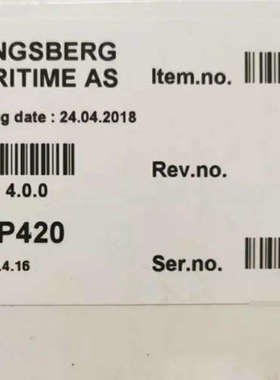 NGSBERG
RITIME AS
Item.no.
g date : 24.04.2018
4.0.0
Rev.no.
P420
.4.16
Ser.no.